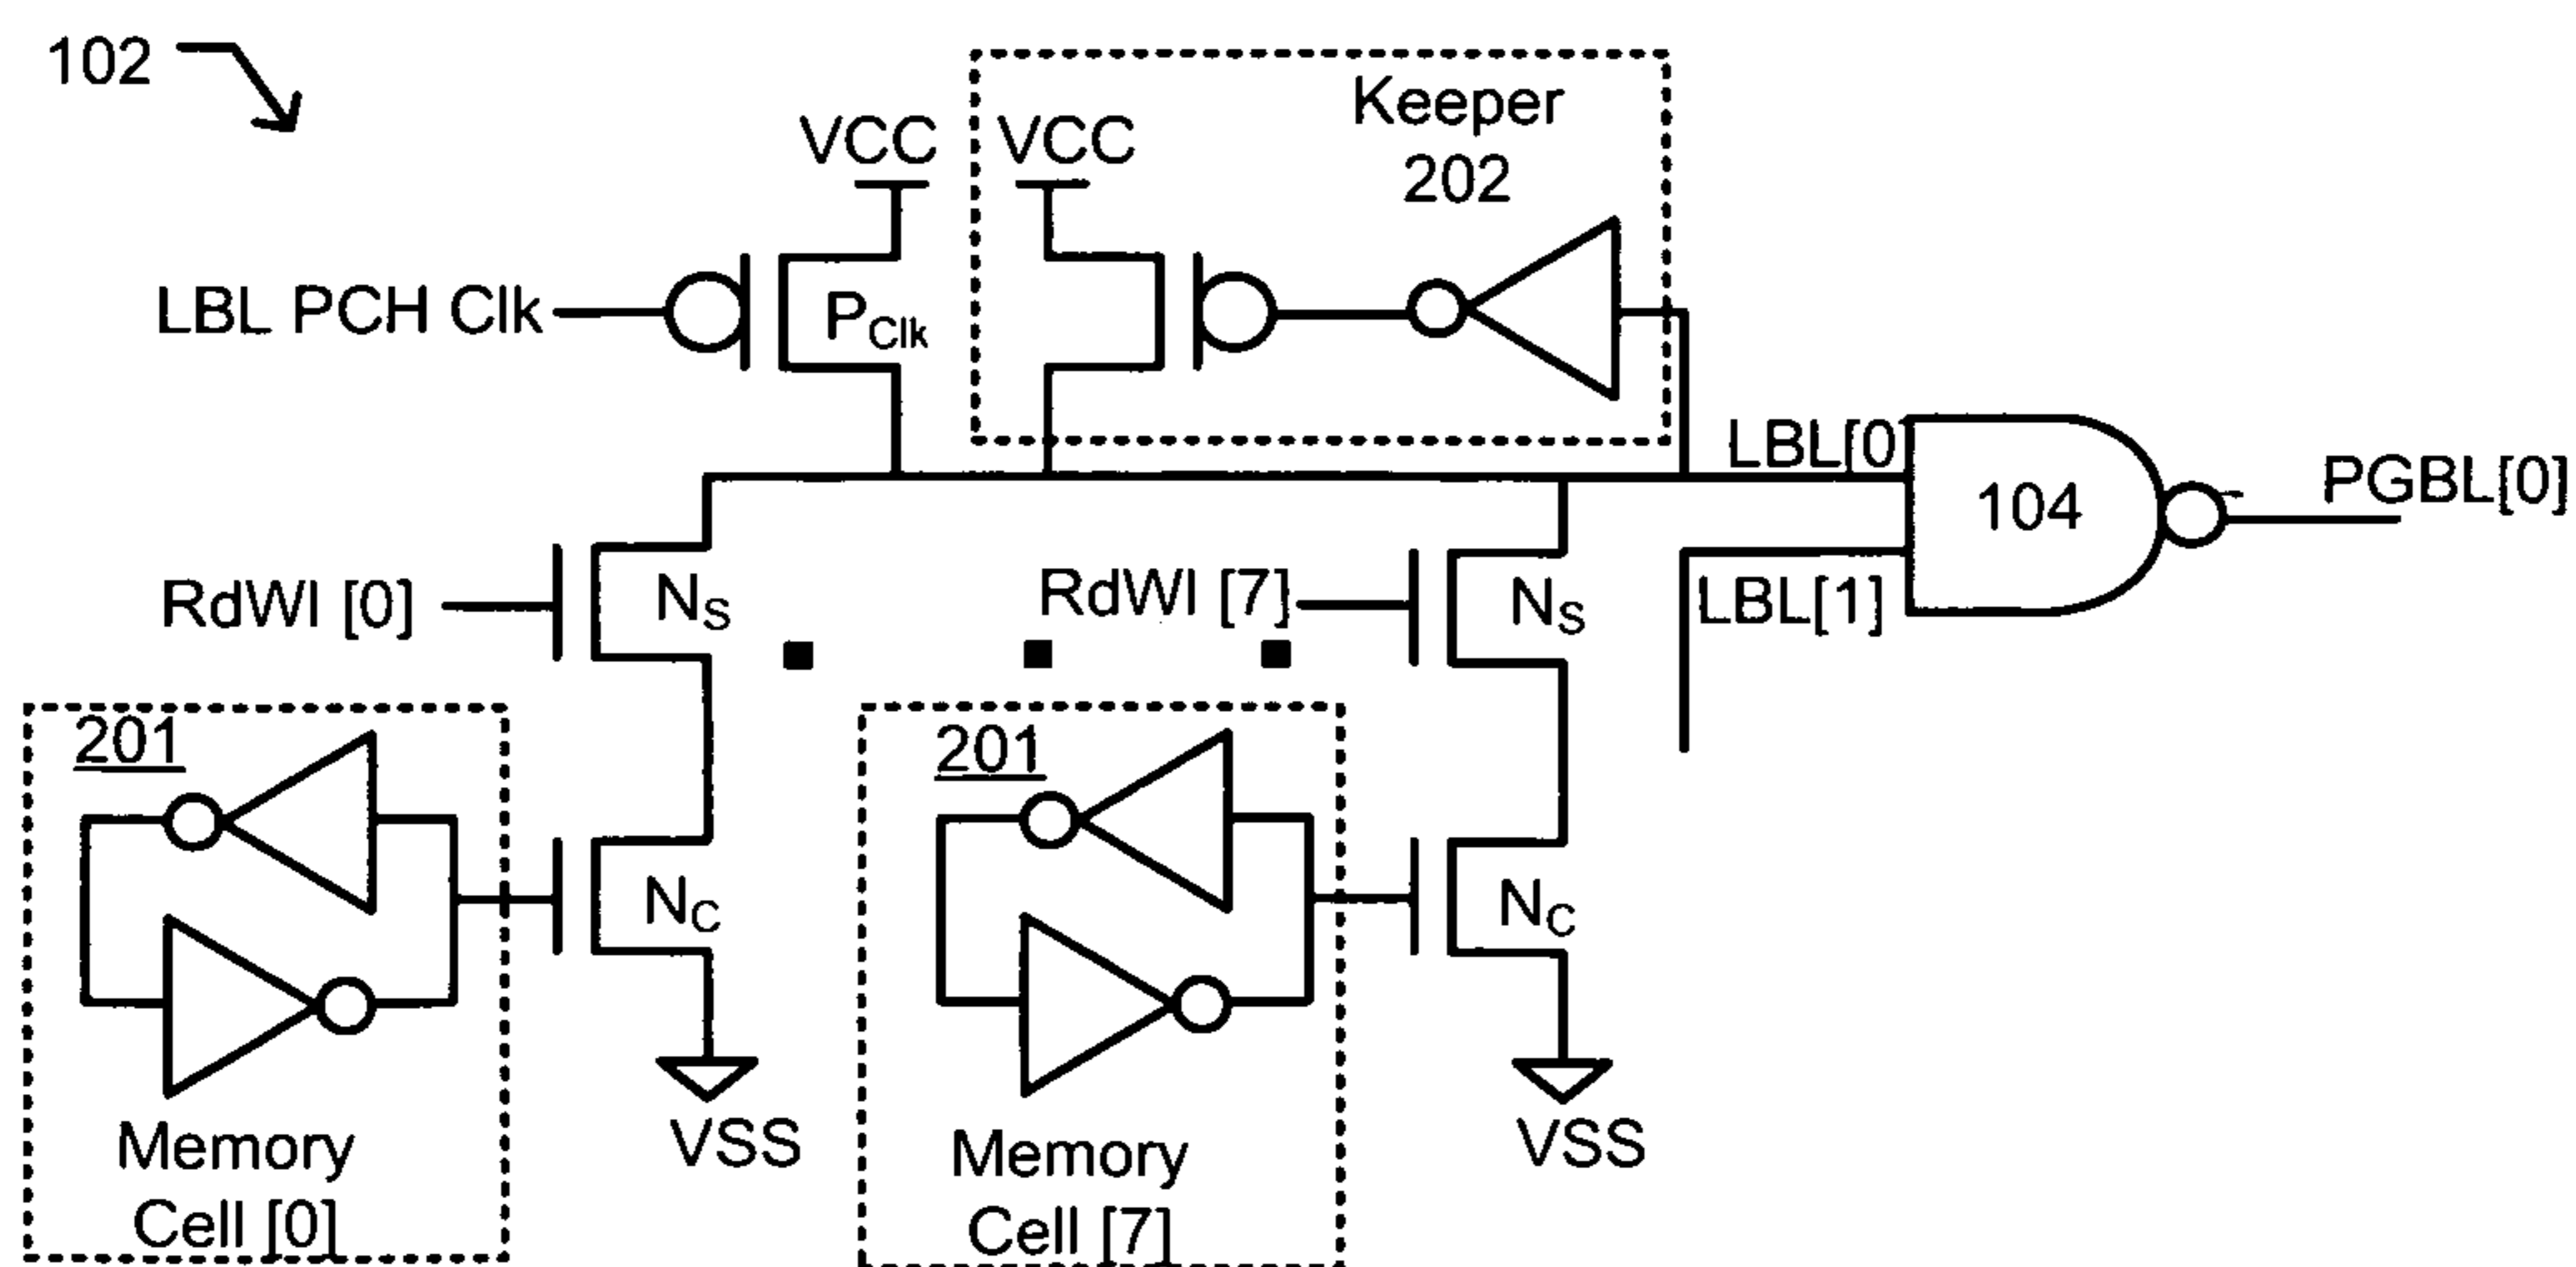 102
Keeper
202
VCC
VCC
LBL PCH Clk
PClk
LBL[0
104
PGBL[0]
LBL[1]
RdWl [0]
NS
RdWl [7]
NS
201
201
NC
NC
VSS
VSS
Memory
Cell [0]
Memory
Cell [7]